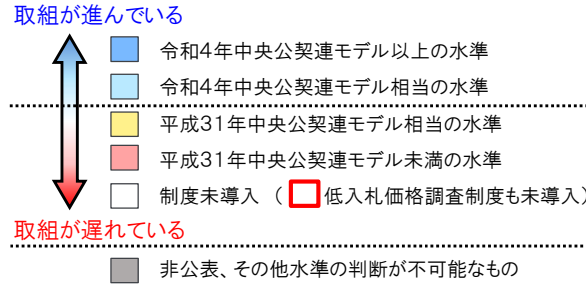 取組が進んでいる
令和4年中央公契連モデル以上の水準
令和4年中央公契連モデル相当の水準
平成31年中央公契連モデル相当の水準
平成31年中央公契連モデル未満の水準
制度未導入 ( 低入札価格調査制度も未導入)
取組が遅れている
非公表、その他水準の判断が不可能なもの